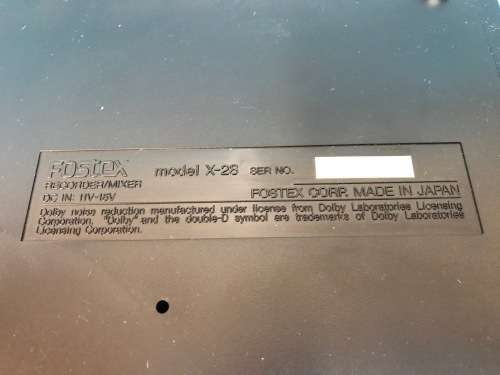 FOSTEX model X-28 SER NO.
RECORDER/MIXER
DC IN: 11V-15V FOSTEX CORP. MADE IN JAPAN
Dolby noise reduction manufactured under license from Dolby Laboratories Licensing
Corporation. "Dolby" and the double-D symbol are trademarks of Dolby Laboratories
Licensing Corporation.